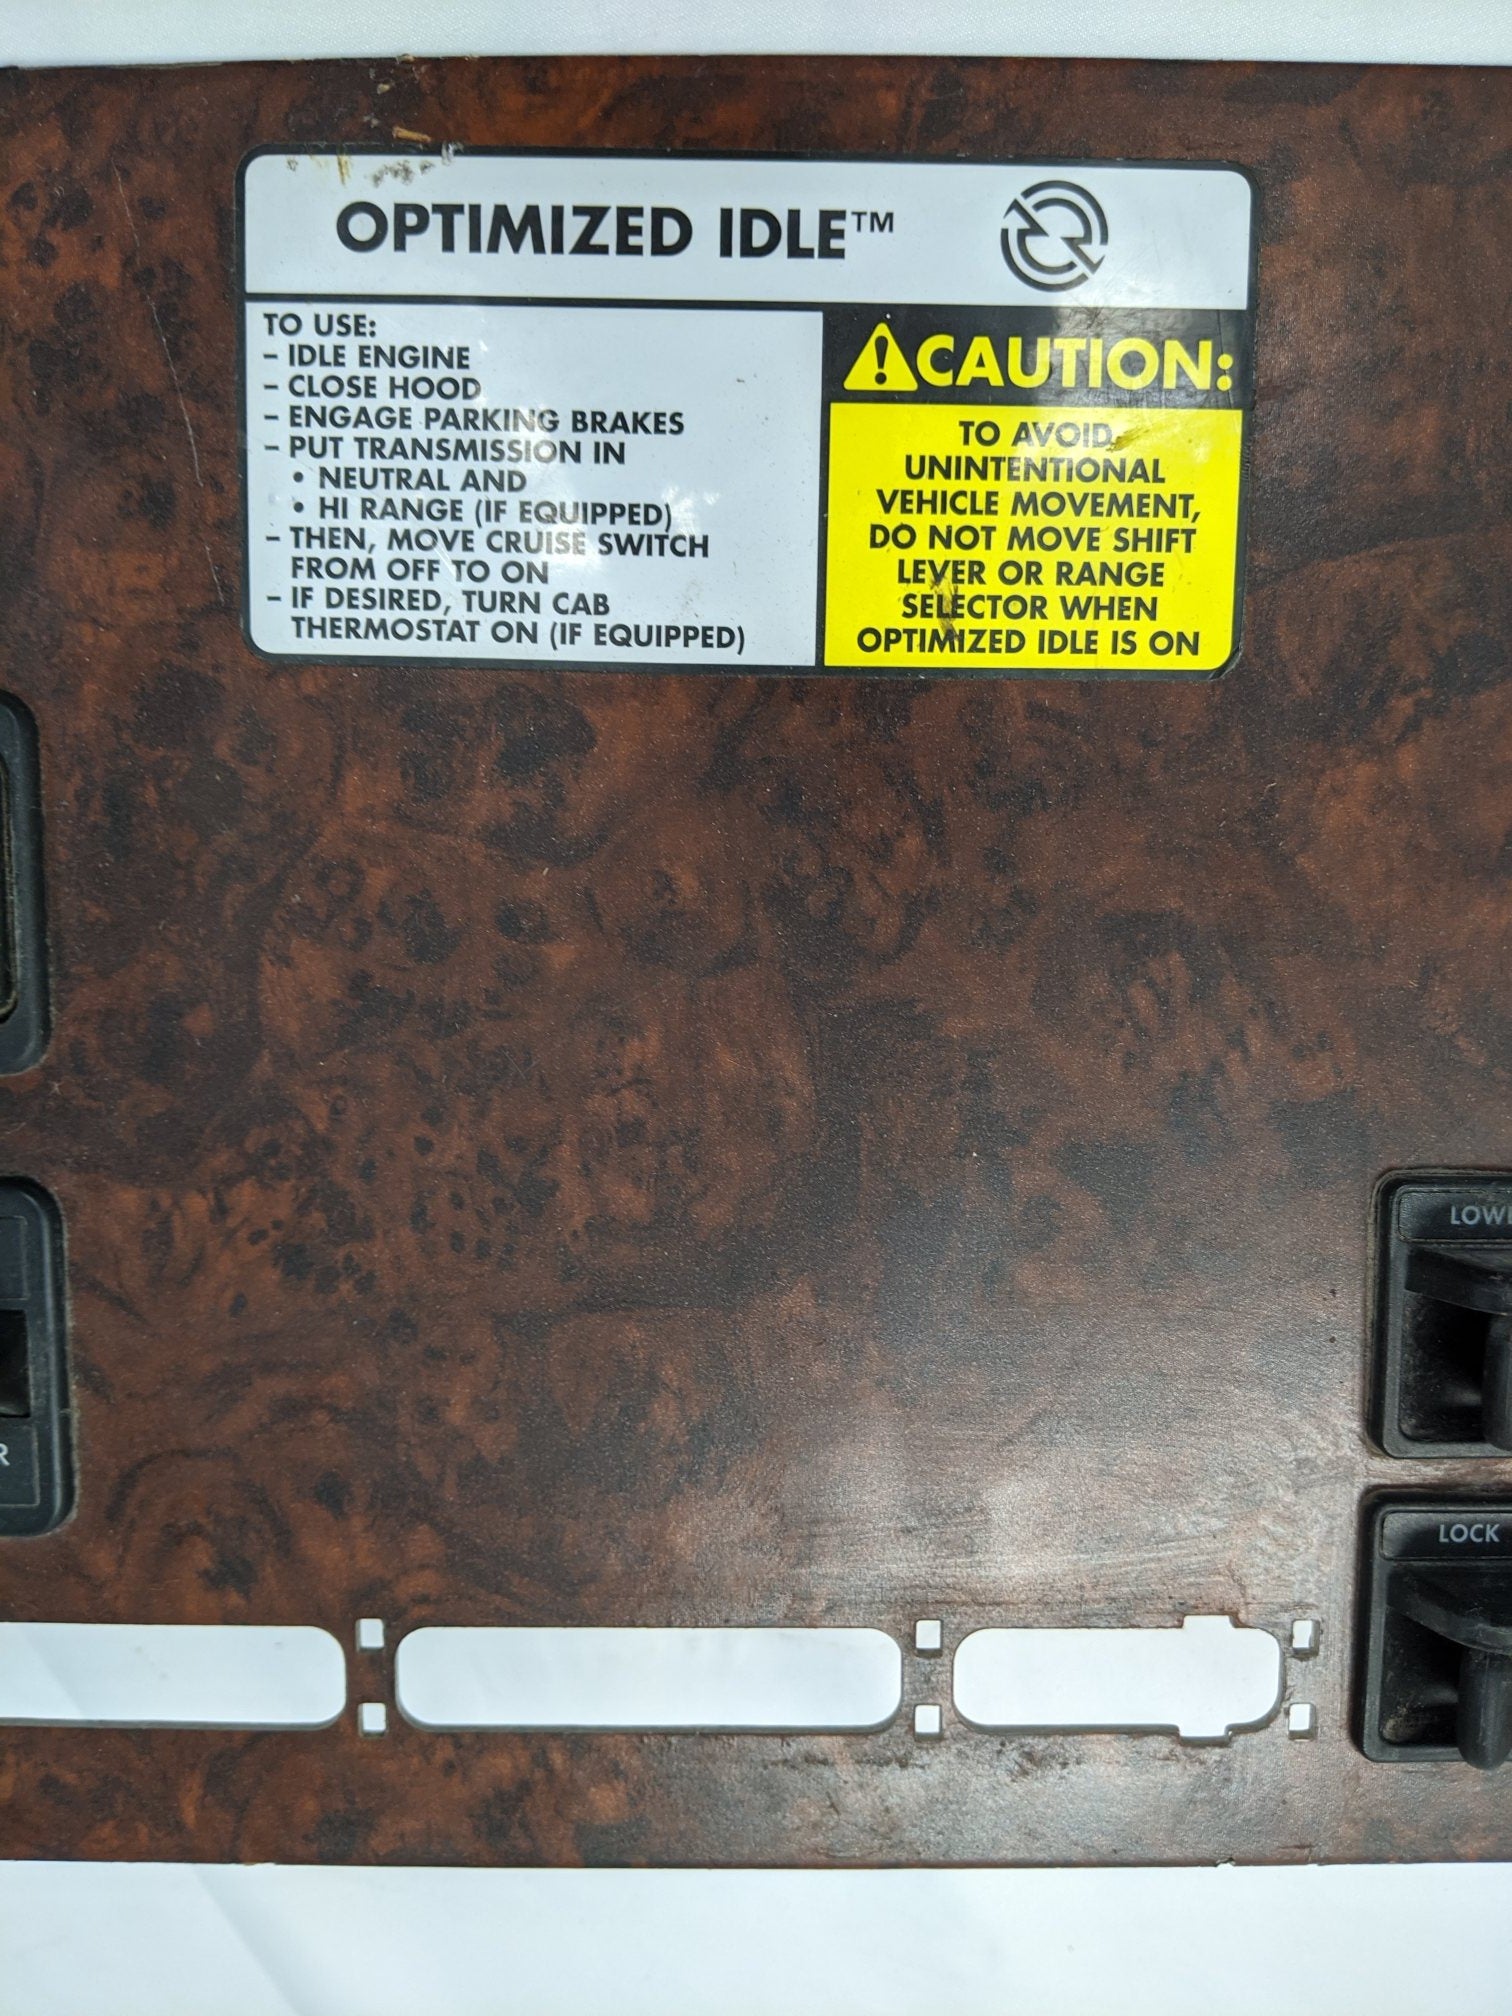 OPTIMIZED IDLE™
TO USE:
– IDLE ENGINE
– CLOSE HOOD
– ENGAGE PARKING BRAKES
– PUT TRANSMISSION IN
• NEUTRAL AND
• HI RANGE (IF EQUIPPED)
– THEN, MOVE CRUISE SWITCH
FROM OFF TO ON
– IF DESIRED, TURN CAB
THERMOSTAT ON (IF EQUIPPED)
CAUTION:
TO AVOID
UNINTENTIONAL
VEHICLE MOVEMENT,
DO NOT MOVE SHIFT
LEVER OR RANGE
SELECTOR WHEN
OPTIMIZED IDLE IS ON
LOCK